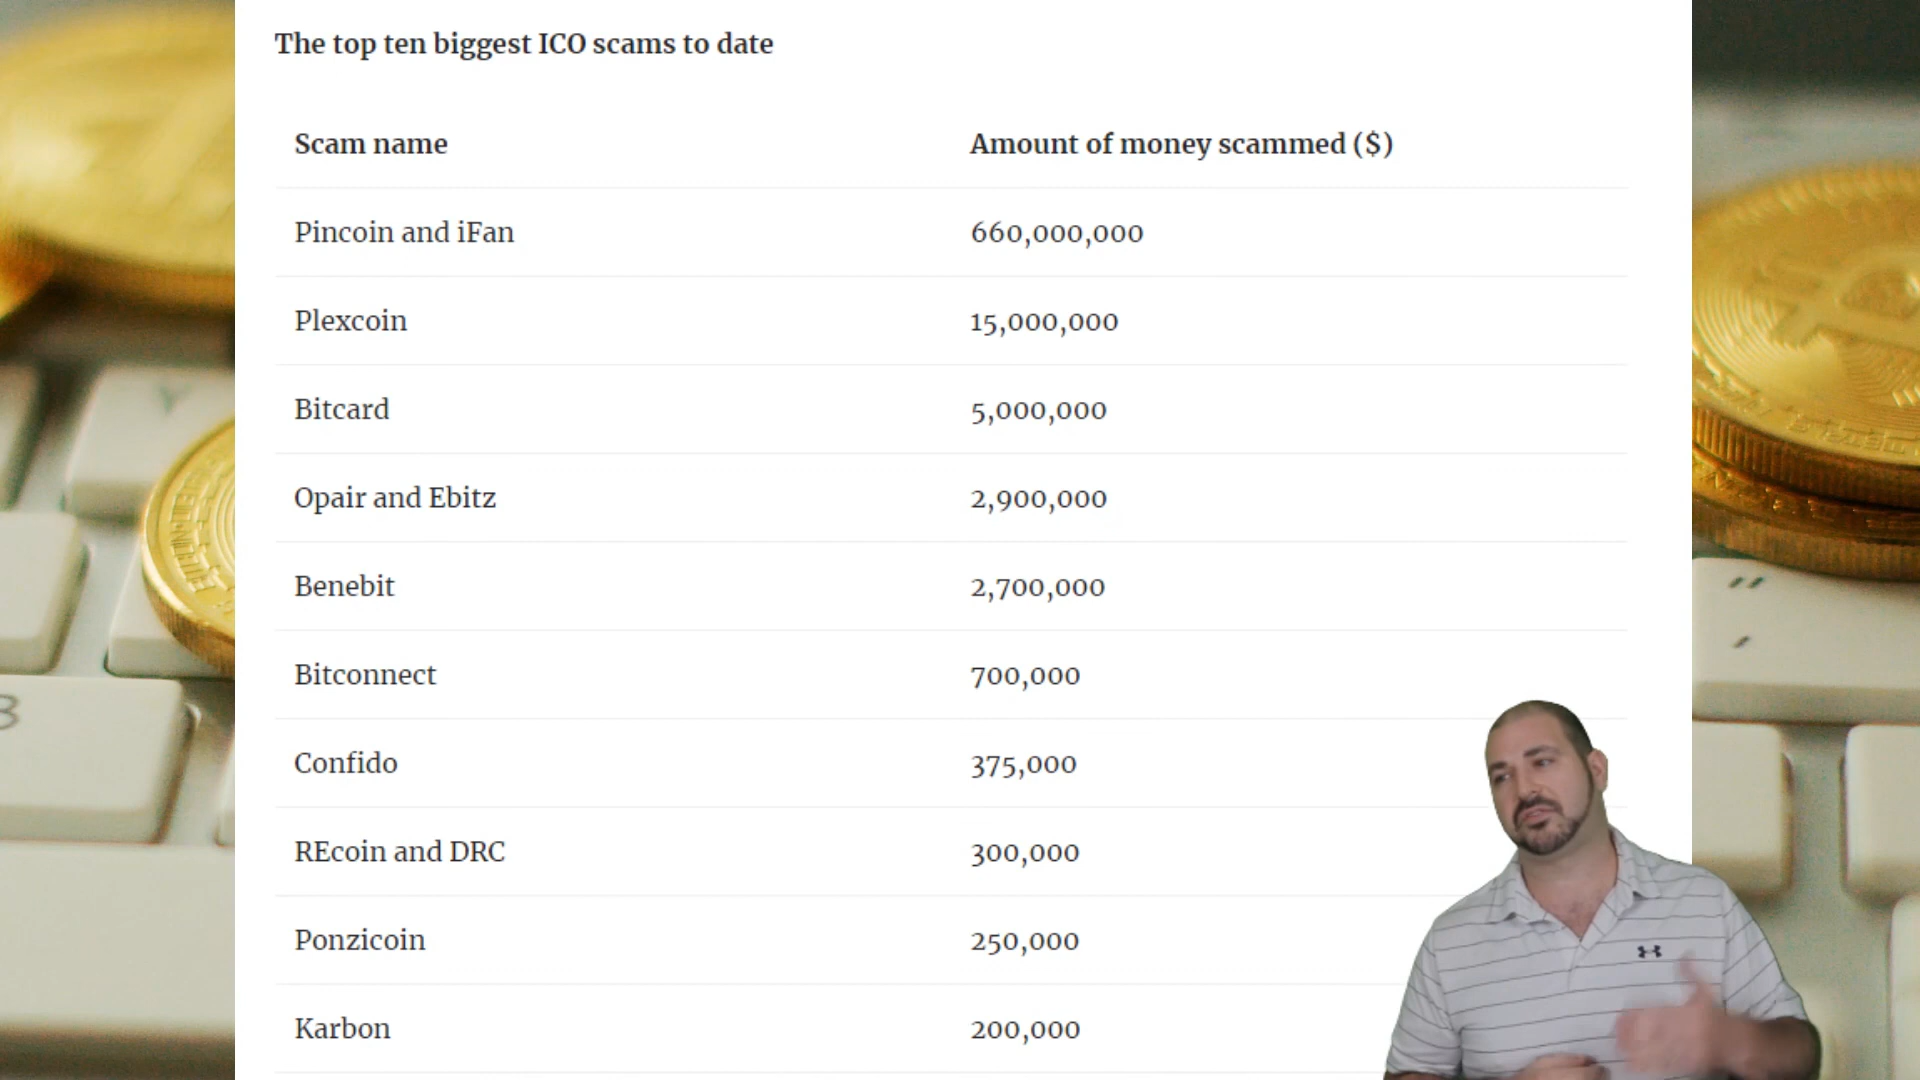 The top ten biggest ICO scams to date
Scam name Amount of money scammed ($)
Pincoin and iFan 660,000,000
Plexcoin 15,000,000
Bitcard 5,000,000
Opair and Ebitz 2,900,000
Benebit 2,700,000
Bitconnect 700,000
Confido 375,000
REcoin and DRC 300,000
Ponzicoin 250,000
Karbon 200,000